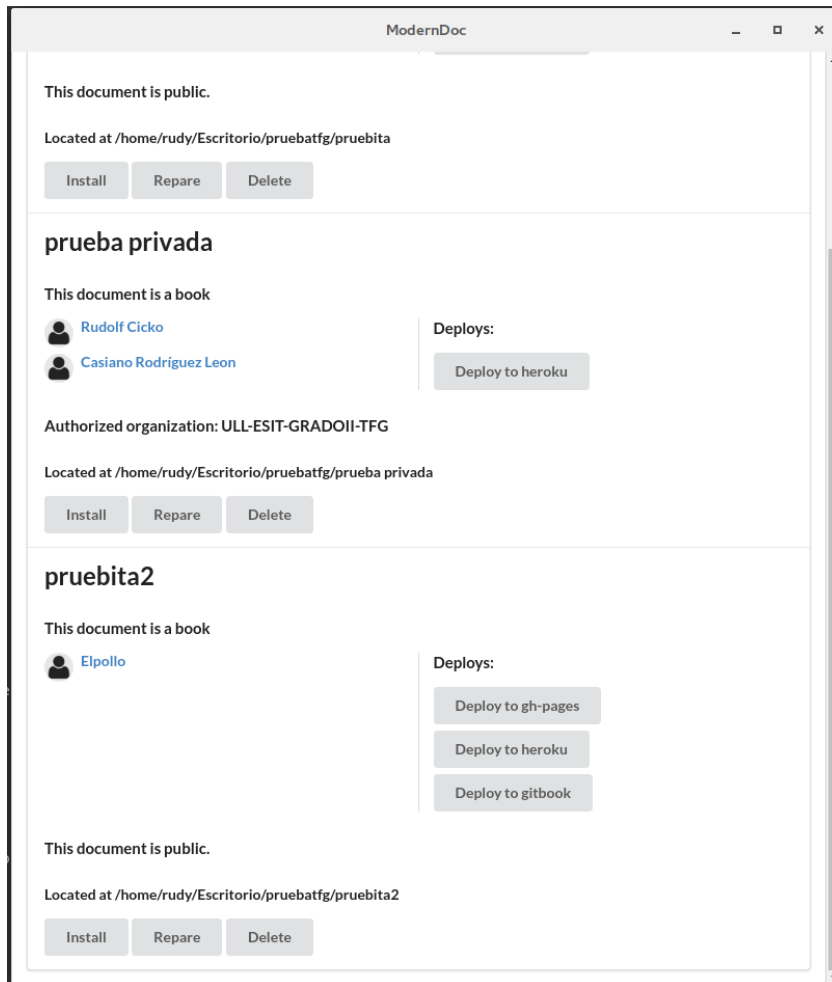 ModernDoc
This document is public.
Located at /home/rudy/Escritorio/pruebatfg/pruebita
Install Repare Delete
prueba privada
This document is a book
Rudolf Cicko
Casiano Rodríguez Leon
Deploys:
Deploy to heroku
Authorized organization: ULL-ESIT-GRADOII-TFG
Located at /home/rudy/Escritorio/pruebatfg/prueba privada
Install Repare Delete
pruebita2
This document is a book
Elpollo
Deploys:
Deploy to gh-pages
Deploy to heroku
Deploy to gitbook
This document is public.
Located at /home/rudy/Escritorio/pruebatfg/pruebita2
Install Repare Delete